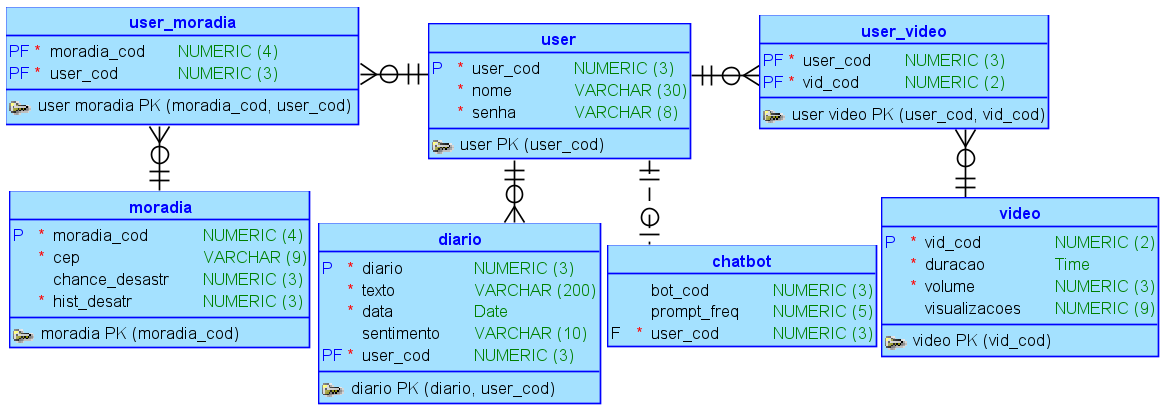 user_moradia
PF * moradia_cod NUMERIC (4)
PF * user_cod NUMERIC (3)
user moradia PK (moradia_cod, user_cod)
user
P * user_cod NUMERIC (3)
* nome VARCHAR (30)
* senha VARCHAR (8)
user PK (user_cod)
user_video
PF * user_cod NUMERIC (3)
PF * vid_cod NUMERIC (2)
user video PK (user_cod, vid_cod)
moradia
P * moradia_cod NUMERIC (4)
* cep VARCHAR (9)
chance_desastr NUMERIC (3)
* hist_desatr NUMERIC (3)
moradia PK (moradia_cod)
diario
P * diario NUMERIC (3)
* texto VARCHAR (200)
* data Date
sentimento VARCHAR (10)
PF * user_cod NUMERIC (3)
diario PK (diario, user_cod)
chatbot
bot_cod NUMERIC (3)
prompt_freq NUMERIC (5)
F * user_cod NUMERIC (3)
video
P * vid_cod NUMERIC (2)
* duracao Time
* volume NUMERIC (3)
visualizacoes NUMERIC (9)
video PK (vid_cod)